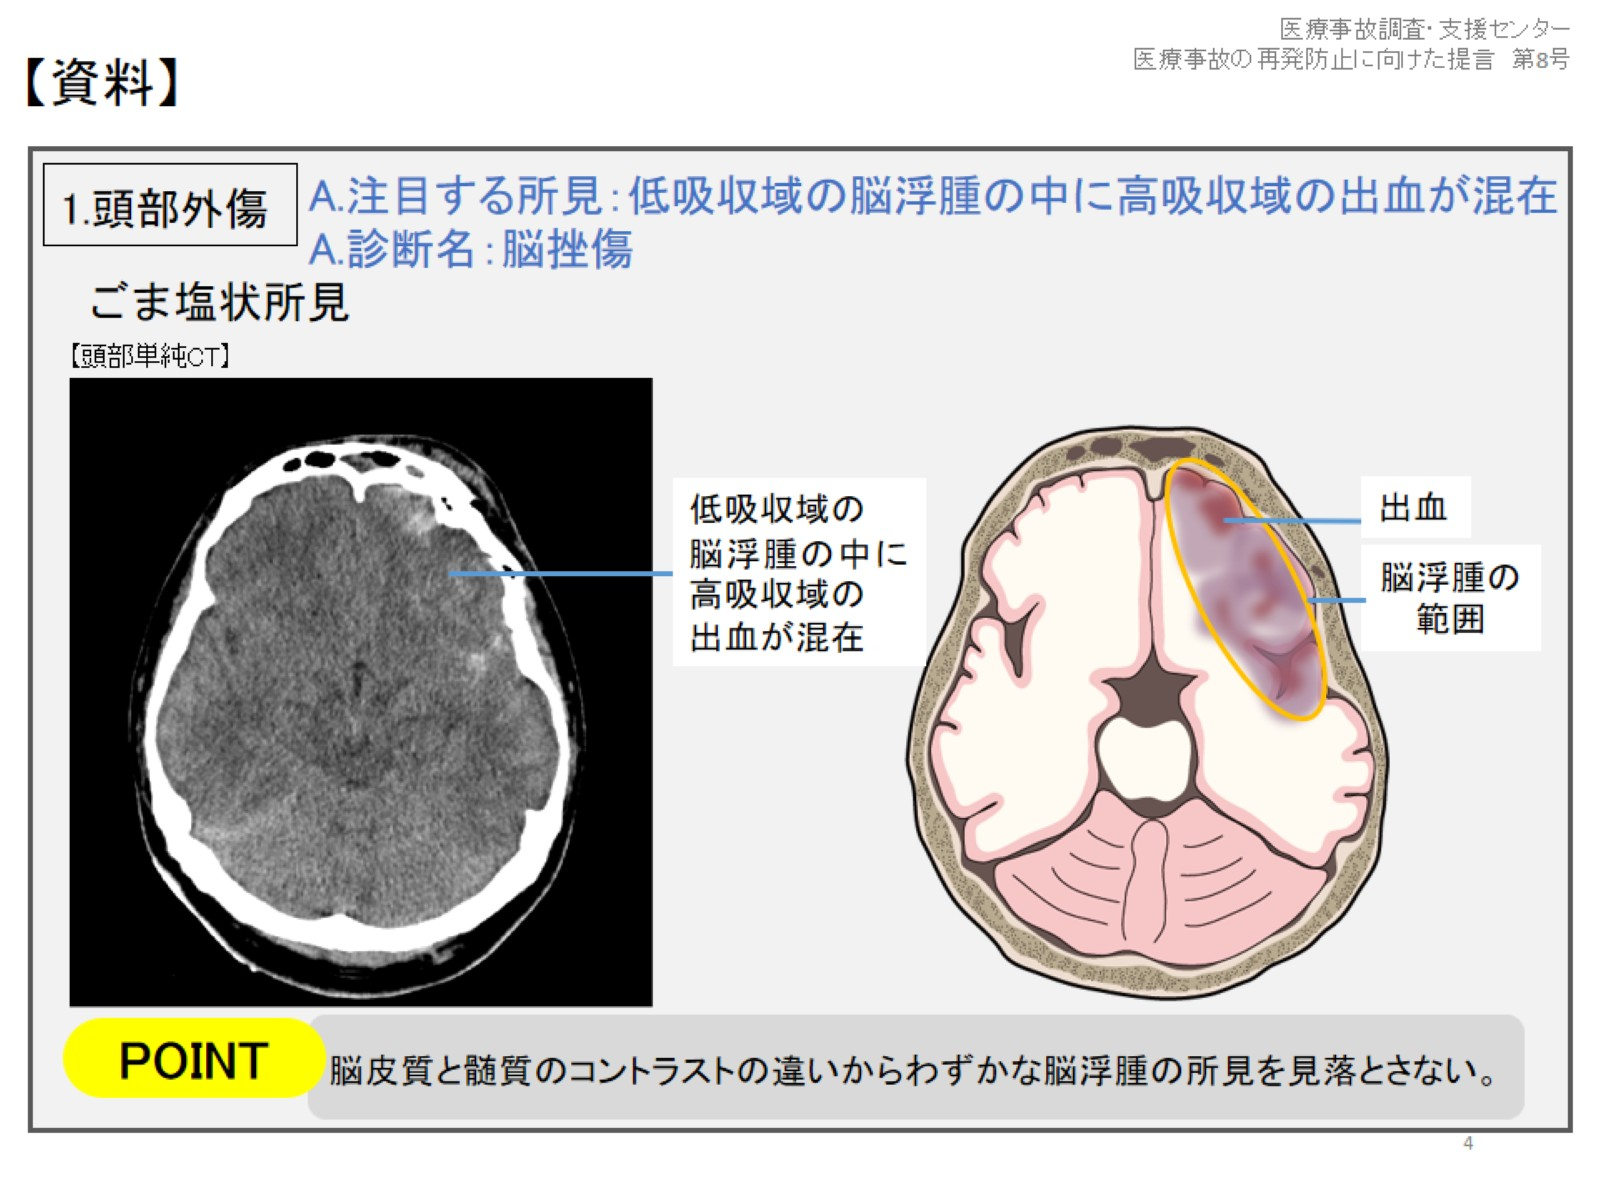 医療事故調査・支援センター
医療事故の再発防止に向けた提言　第8号
【資料】
1.頭部外傷
A.注目する所見：低吸収域の脳浮腫の中に高吸収域の出血が混在
A.診断名：脳挫傷
ごま塩状所見
【頭部単純CT】
低吸収域の
脳浮腫の中に
高吸収域の
出血が混在
出血
脳浮腫の
範囲
POINT
脳皮質と髄質のコントラストの違いからわずかな脳浮腫の所見を見落とさない。
4